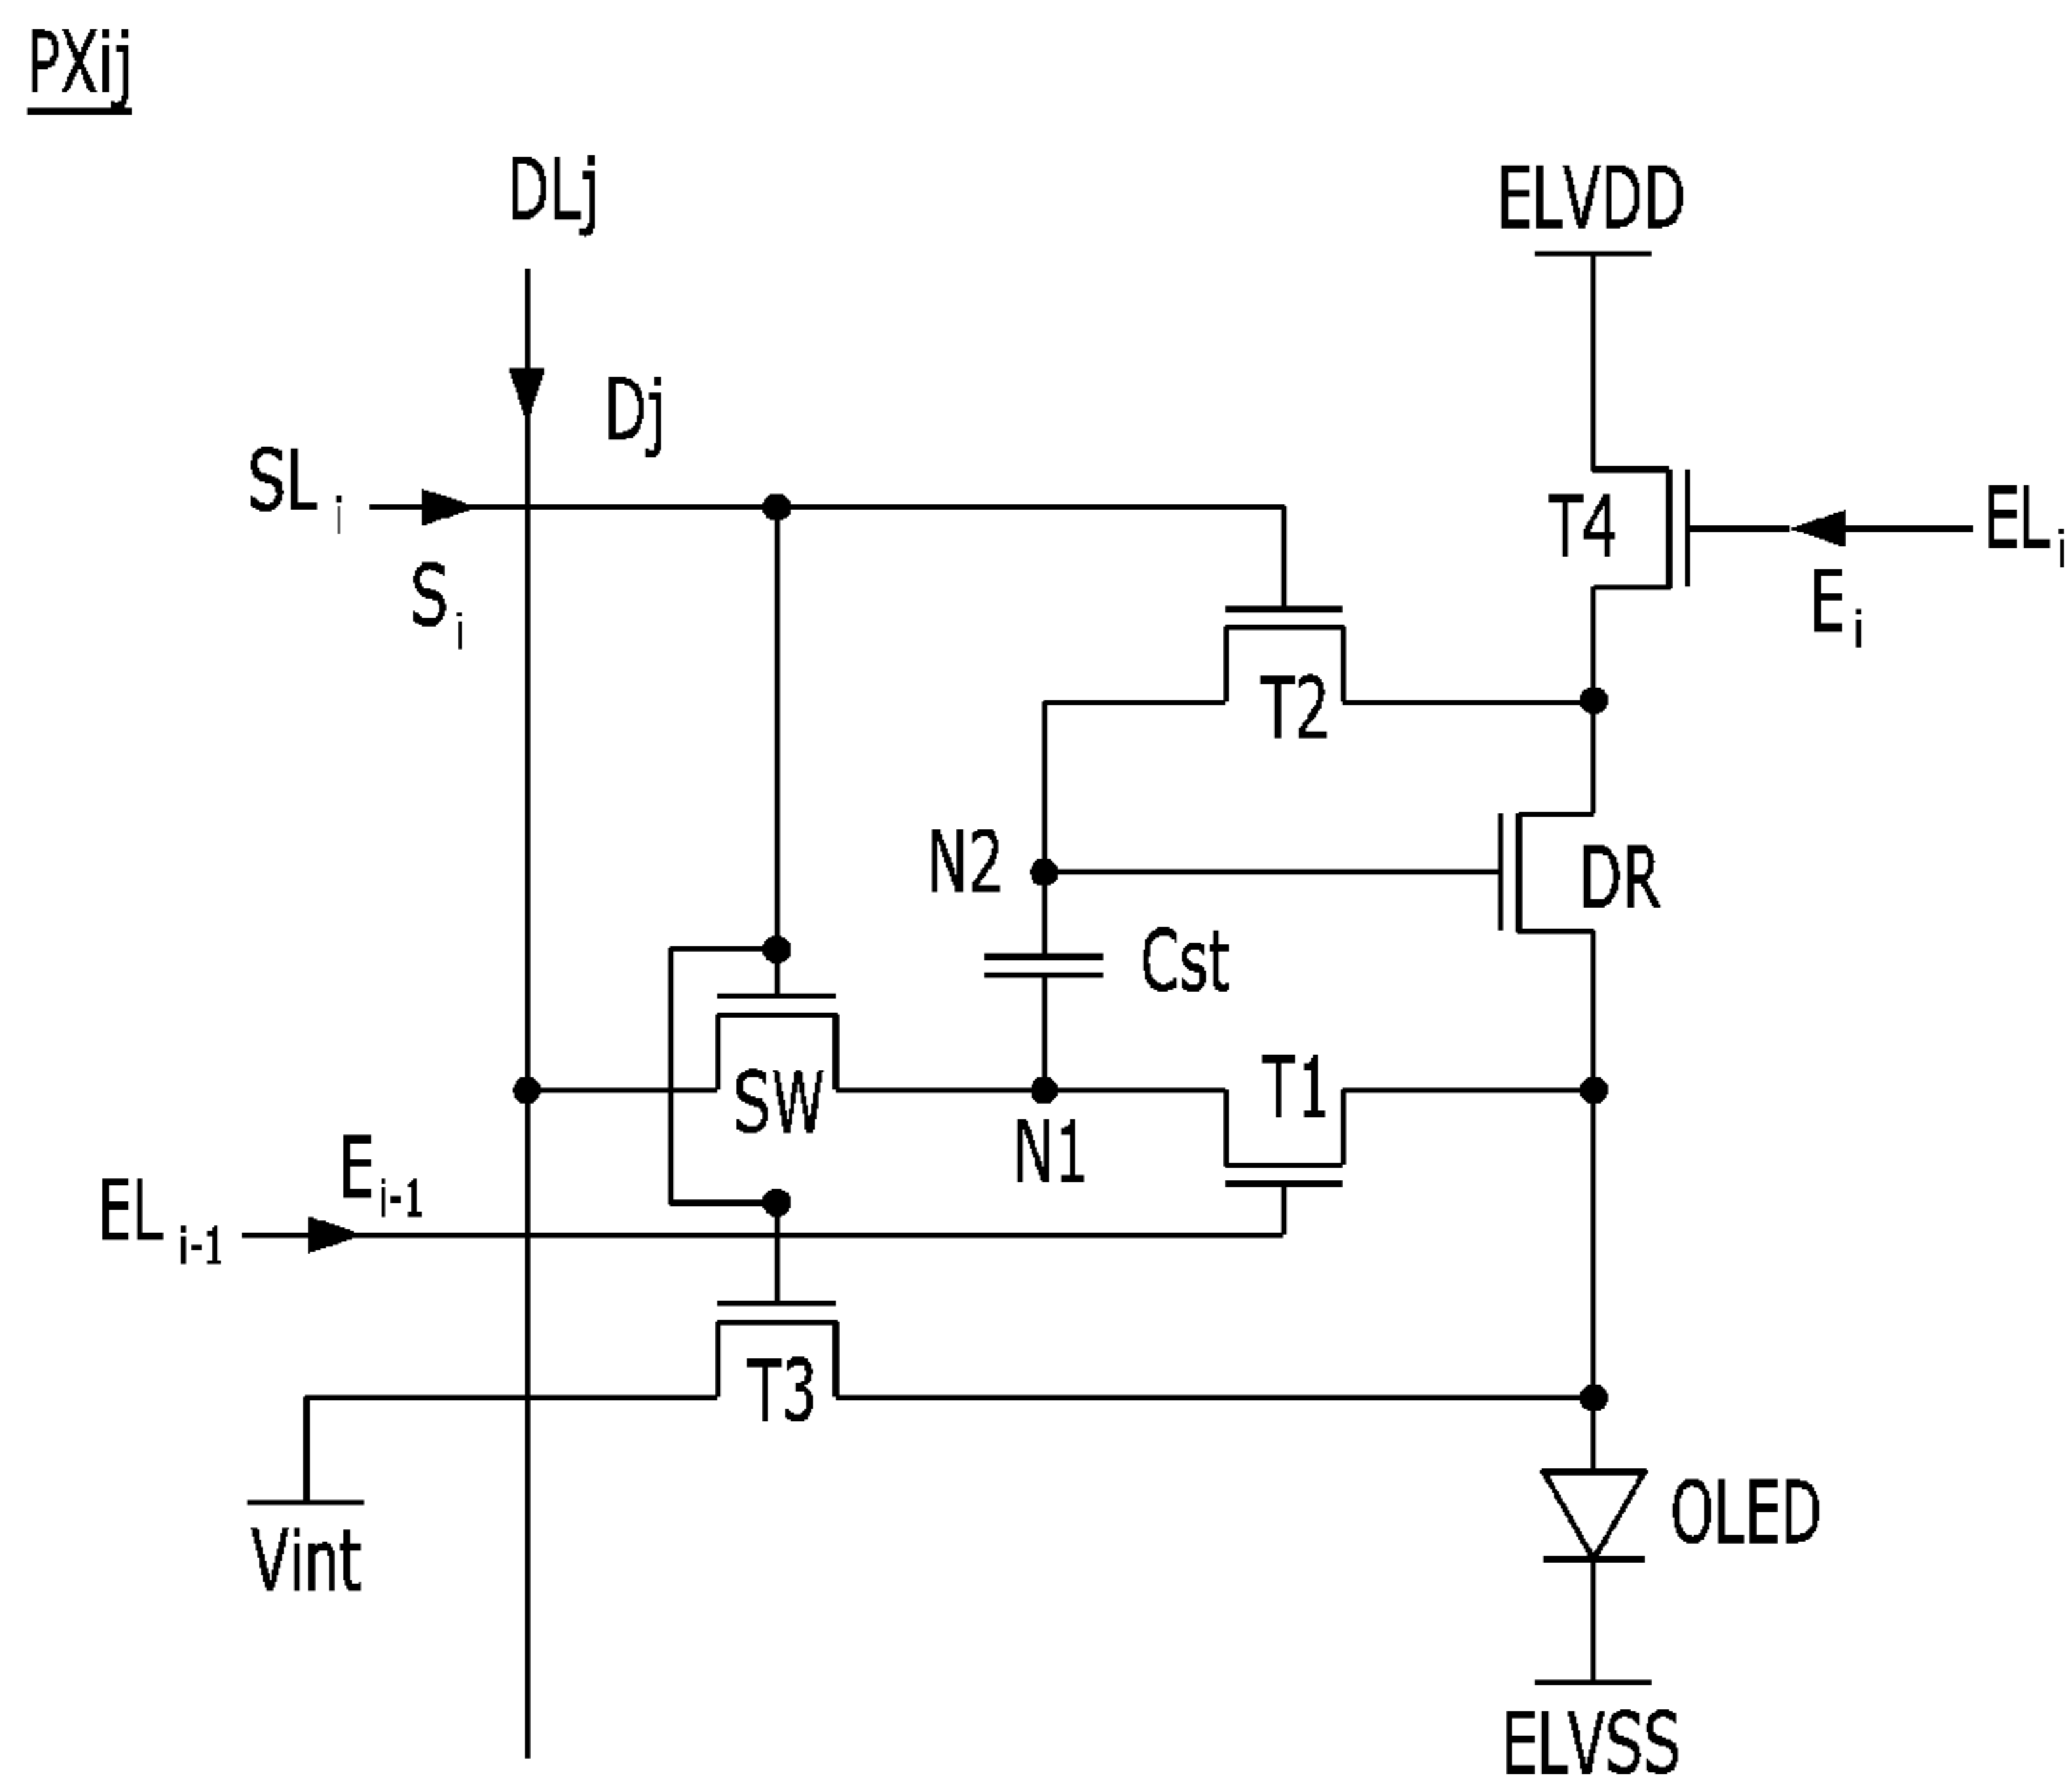 PXij
DLj
ELVDD
Dj
SL i
S i
T4
EL i
E i
T2
N2
DR
Cst
SW
T1
N1
E i-1
EL i-1
T3
OLED
Vint
ELVSS